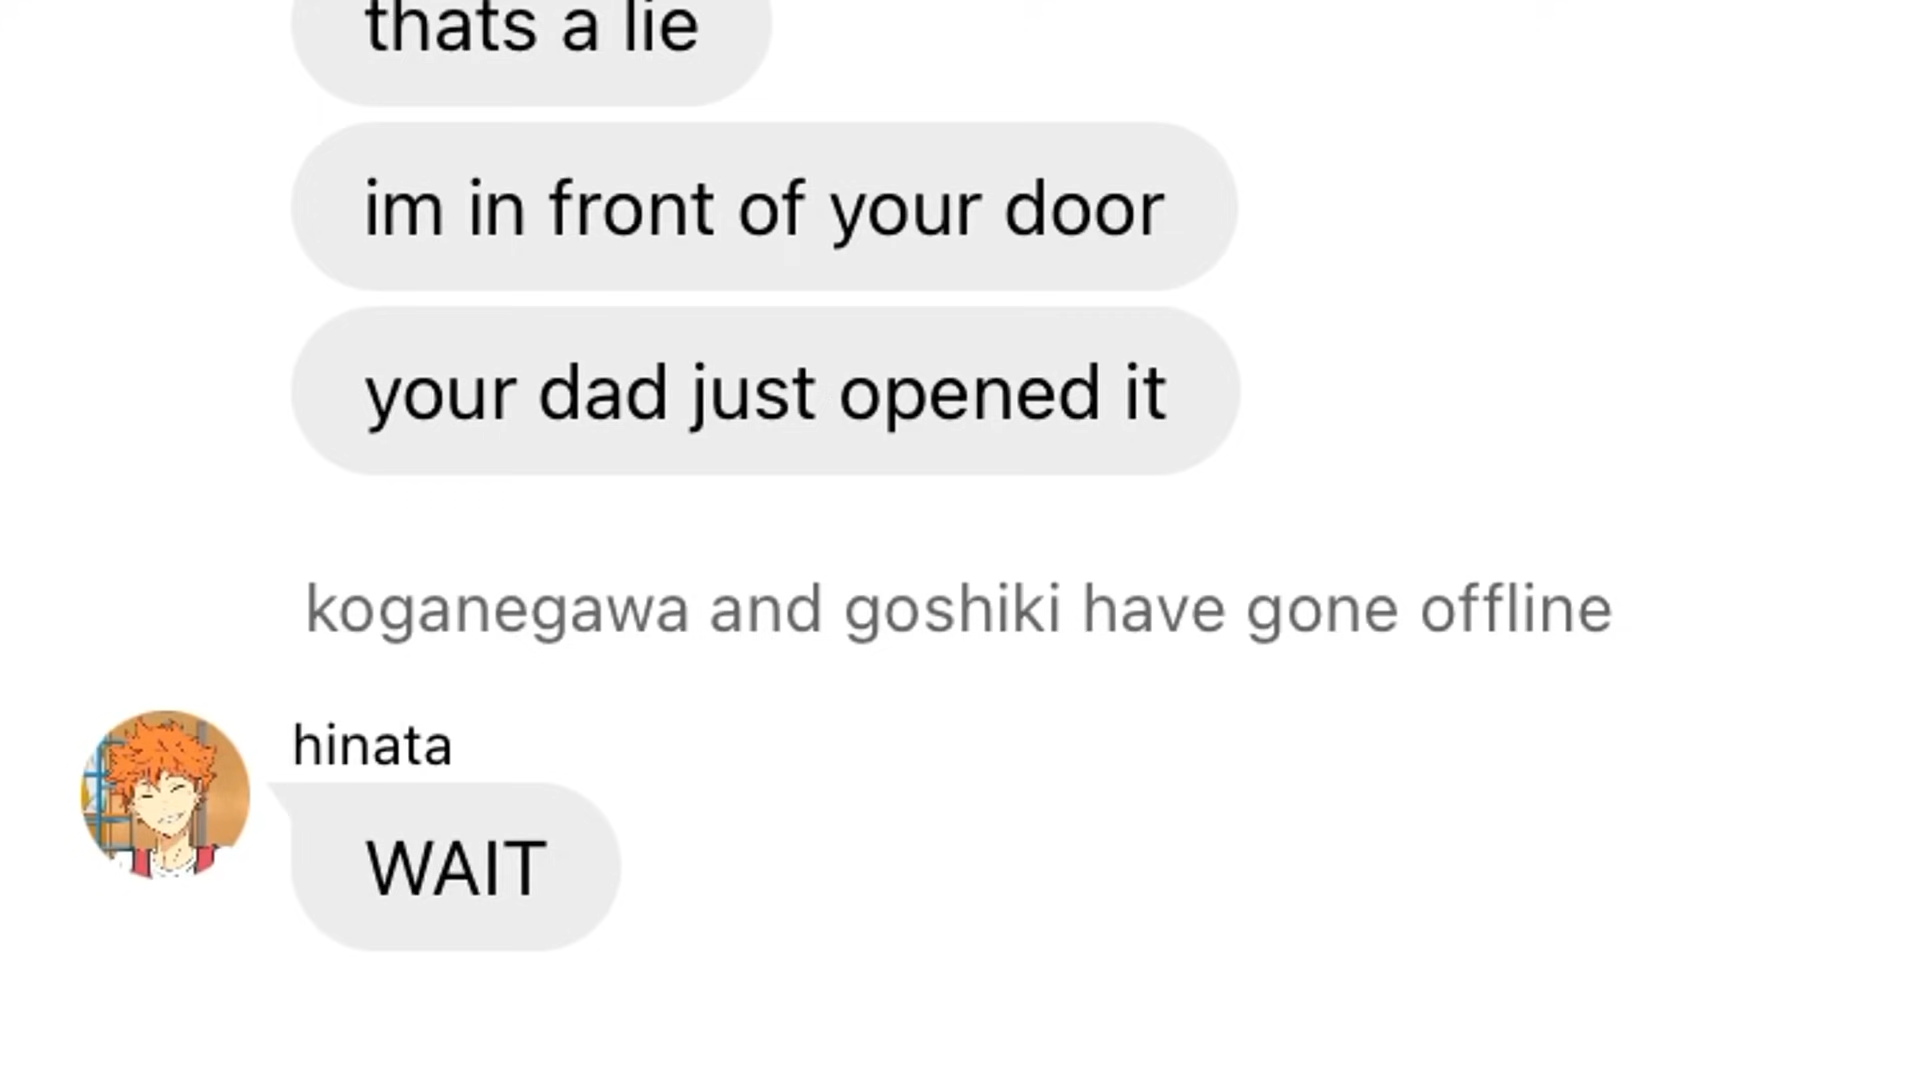 thats a lie
im in front of your door
your dad just opened it
koganegawa and goshiki have gone offline
hinata
WAIT